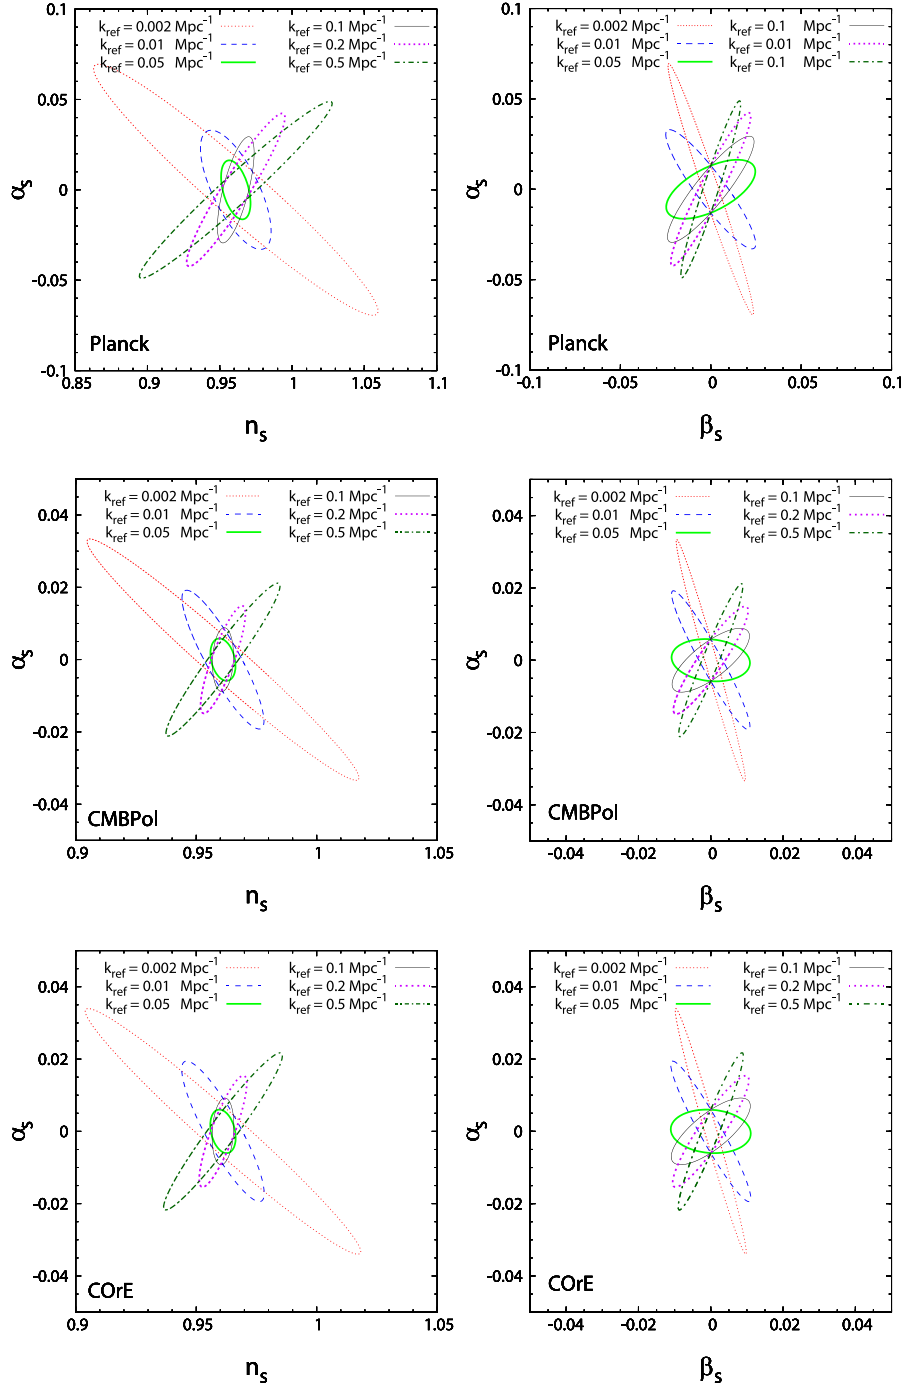 k_ref = 0.002 Mpc^-1 k_ref = 0.1 Mpc^-1
k_ref = 0.01 Mpc^-1 k_ref = 0.2 Mpc^-1
k_ref = 0.05 Mpc^-1 k_ref = 0.5 Mpc^-1
0.1
0.05
0
-0.05
-0.1
α_s
Planck
0.85 0.9 0.95 1 1.05 1.1
n_s
k_ref = 0.002 Mpc^-1 k_ref = 0.1 Mpc^-1
k_ref = 0.01 Mpc^-1 k_ref = 0.01 Mpc^-1
k_ref = 0.05 Mpc^-1 k_ref = 0.1 Mpc^-1
0.1
0.05
0
-0.05
-0.1
α_s
Planck
-0.1 -0.05 0 0.05 0.1
β_s
k_ref = 0.002 Mpc^-1 k_ref = 0.1 Mpc^-1
k_ref = 0.01 Mpc^-1 k_ref = 0.2 Mpc^-1
k_ref = 0.05 Mpc^-1 k_ref = 0.5 Mpc^-1
0.04
0.02
0
-0.02
-0.04
α_s
CMBPol
0.9 0.95 1 1.05
n_s
k_ref = 0.002 Mpc^-1 k_ref = 0.1 Mpc^-1
k_ref = 0.01 Mpc^-1 k_ref = 0.2 Mpc^-1
k_ref = 0.05 Mpc^-1 k_ref = 0.5 Mpc^-1
0.04
0.02
0
-0.02
-0.04
α_s
CMBPol
-0.04 -0.02 0 0.02 0.04
β_s
k_ref = 0.002 Mpc^-1 k_ref = 0.1 Mpc^-1
k_ref = 0.01 Mpc^-1 k_ref = 0.2 Mpc^-1
k_ref = 0.05 Mpc^-1 k_ref = 0.5 Mpc^-1
0.04
0.02
0
-0.02
-0.04
α_s
COrE
0.9 0.95 1 1.05
n_s
k_ref = 0.002 Mpc^-1 k_ref = 0.1 Mpc^-1
k_ref = 0.01 Mpc^-1 k_ref = 0.2 Mpc^-1
k_ref = 0.05 Mpc^-1 k_ref = 0.5 Mpc^-1
0.04
0.02
0
-0.02
-0.04
α_s
COrE
-0.04 -0.02 0 0.02 0.04
β_s